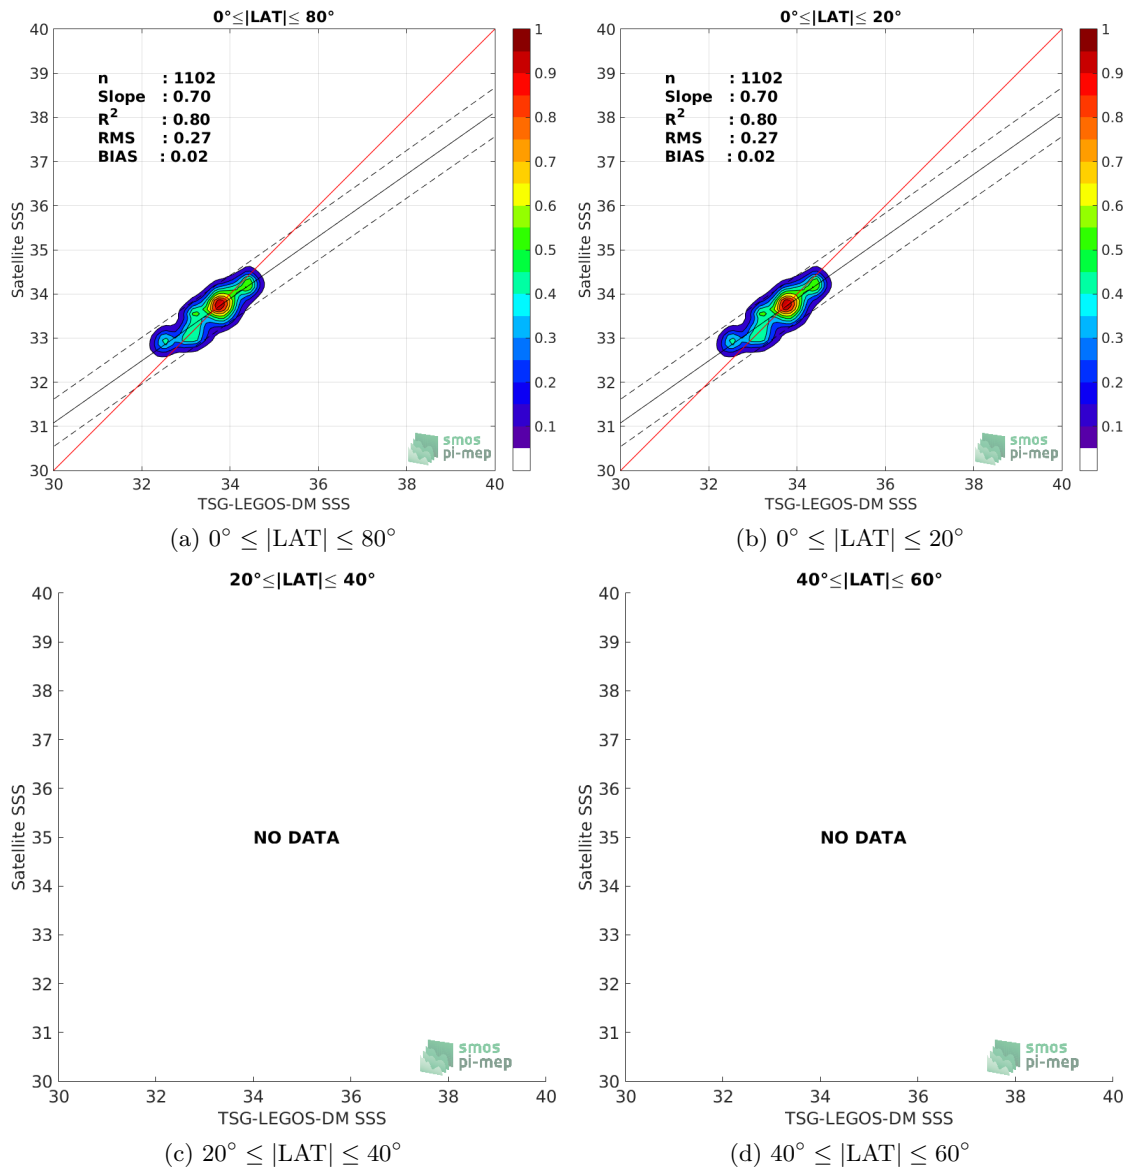 0°≤|LAT|≤ 80°
40
39
38
37
36
35
34
33
32
31
30
Satellite SSS
n : 1102
Slope : 0.70
R² : 0.80
RMS : 0.27
BIAS : 0.02
smos
pi-mep
30 32 34 36 38 40
TSG-LEGOS-DM SSS
1
0.9
0.8
0.7
0.6
0.5
0.4
0.3
0.2
0.1
(a) 0° ≤ |LAT| ≤ 80°
0°≤|LAT|≤ 20°
40
39
38
37
36
35
34
33
32
31
30
Satellite SSS
n : 1102
Slope : 0.70
R² : 0.80
RMS : 0.27
BIAS : 0.02
smos
pi-mep
30 32 34 36 38 40
TSG-LEGOS-DM SSS
1
0.9
0.8
0.7
0.6
0.5
0.4
0.3
0.2
0.1
(b) 0° ≤ |LAT| ≤ 20°
20°≤|LAT|≤ 40°
40
39
38
37
36
35
34
33
32
31
30
Satellite SSS
NO DATA
smos
pi-mep
30 32 34 36 38 40
TSG-LEGOS-DM SSS
(c) 20° ≤ |LAT| ≤ 40°
40°≤|LAT|≤ 60°
40
39
38
37
36
35
34
33
32
31
30
Satellite SSS
NO DATA
smos
pi-mep
30 32 34 36 38 40
TSG-LEGOS-DM SSS
(d) 40° ≤ |LAT| ≤ 60°